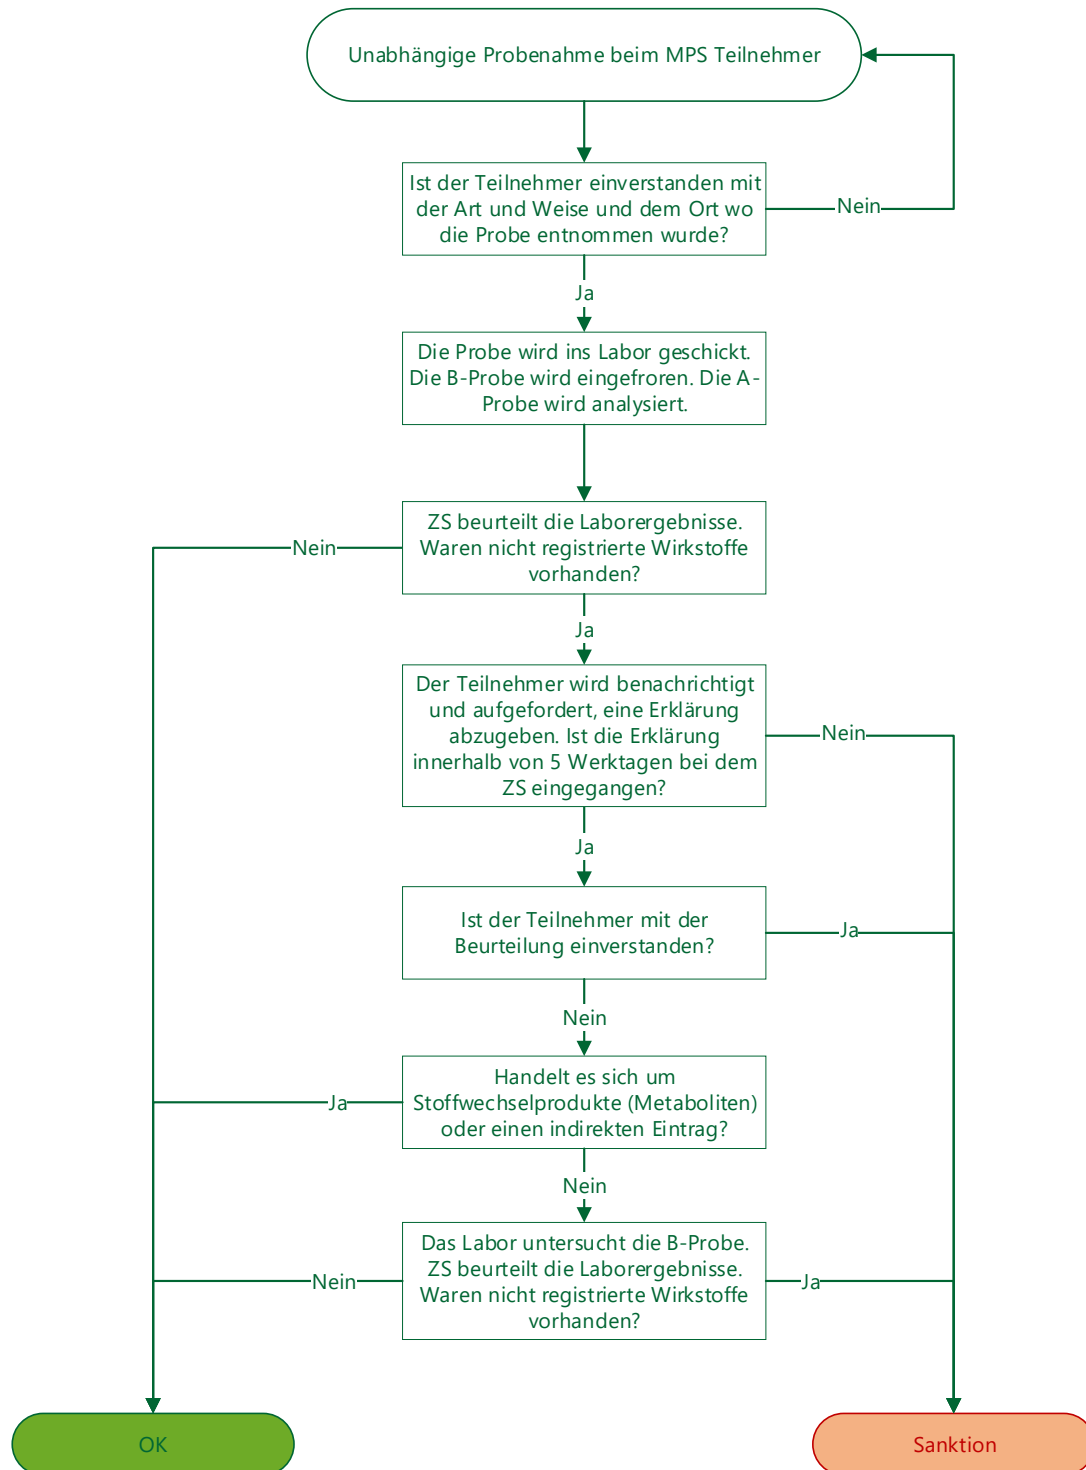 Unabhängige Probenahme beim MPS Teilnehmer
Ist der Teilnehmer einverstanden mit
der Art und Weise und dem Ort wo
die Probe entnommen wurde?
Nein
Ja
Die Probe wird ins Labor geschickt.
Die B-Probe wird eingefroren. Die A-
Probe wird analysiert.
ZS beurteilt die Laborergebnisse.
Waren nicht registrierte Wirkstoffe
vorhanden?
Nein
Ja
Der Teilnehmer wird benachrichtigt
und aufgefordert, eine Erklärung
abzugeben. Ist die Erklärung
innerhalb von 5 Werktagen bei dem
ZS eingegangen?
Nein
Ja
Ist der Teilnehmer mit der
Beurteilung einverstanden?
Ja
Nein
Handelt es sich um
Stoffwechselprodukte (Metaboliten)
oder einen indirekten Eintrag?
Ja
Nein
Das Labor untersucht die B-Probe.
ZS beurteilt die Laborergebnisse.
Waren nicht registrierte Wirkstoffe
vorhanden?
Nein
Ja
OK
Sanktion